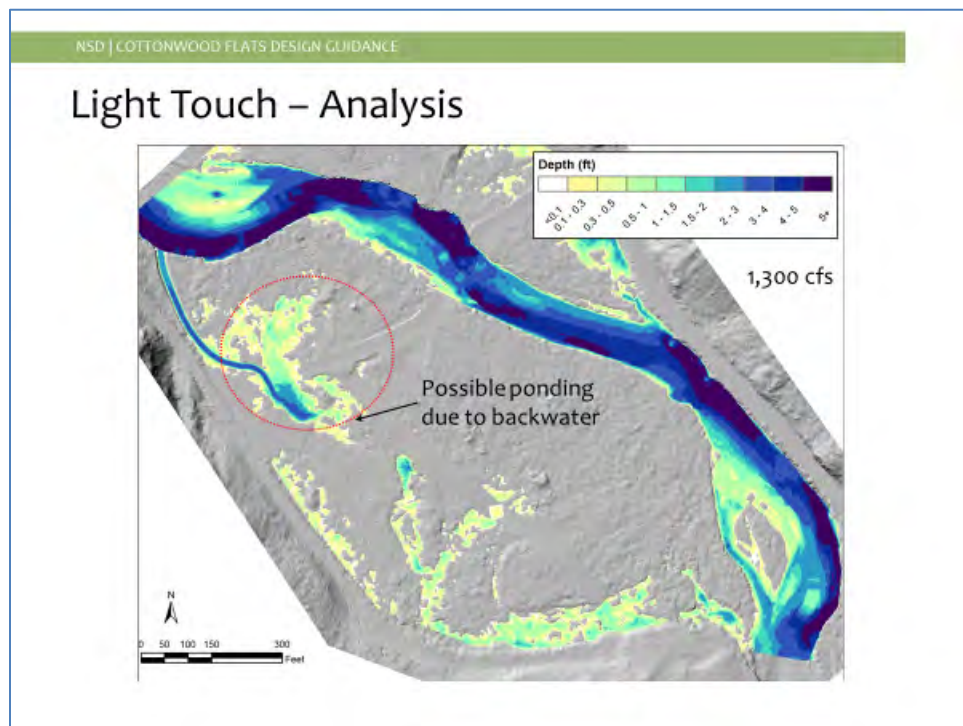 NSD | COTTONWOOD FLATS DESIGN GUIDANCE
Light Touch – Analysis
Depth (ft)
<0.1
0.1 - 0.3
0.3 - 0.5
0.5 - 1
1 - 1.5
1.5 - 2
2 - 3
3 - 4
4 - 5
5+
1,300 cfs
Possible ponding
due to backwater
N
0 50 100 150 300
Feet